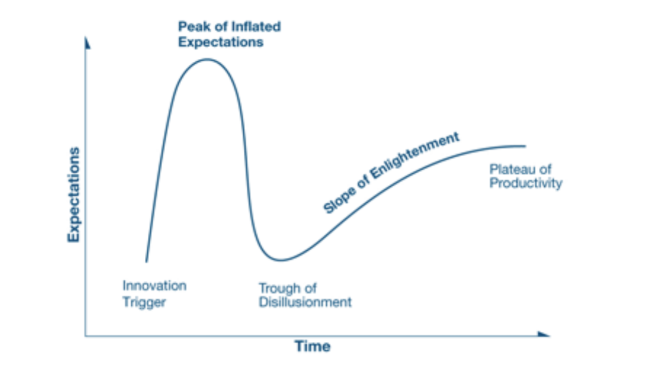 Peak of Inflated
Expectations
Expectations
Slope of Enlightenment
Plateau of
Productivity
Innovation
Trigger
Trough of
Disillusionment
Time